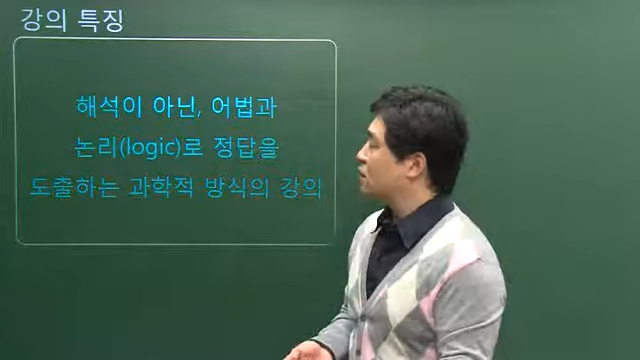 강의 특징
해석이 아닌, 어법과
논리(logic)로 정답을
도출하는 과학적 방식의 강의